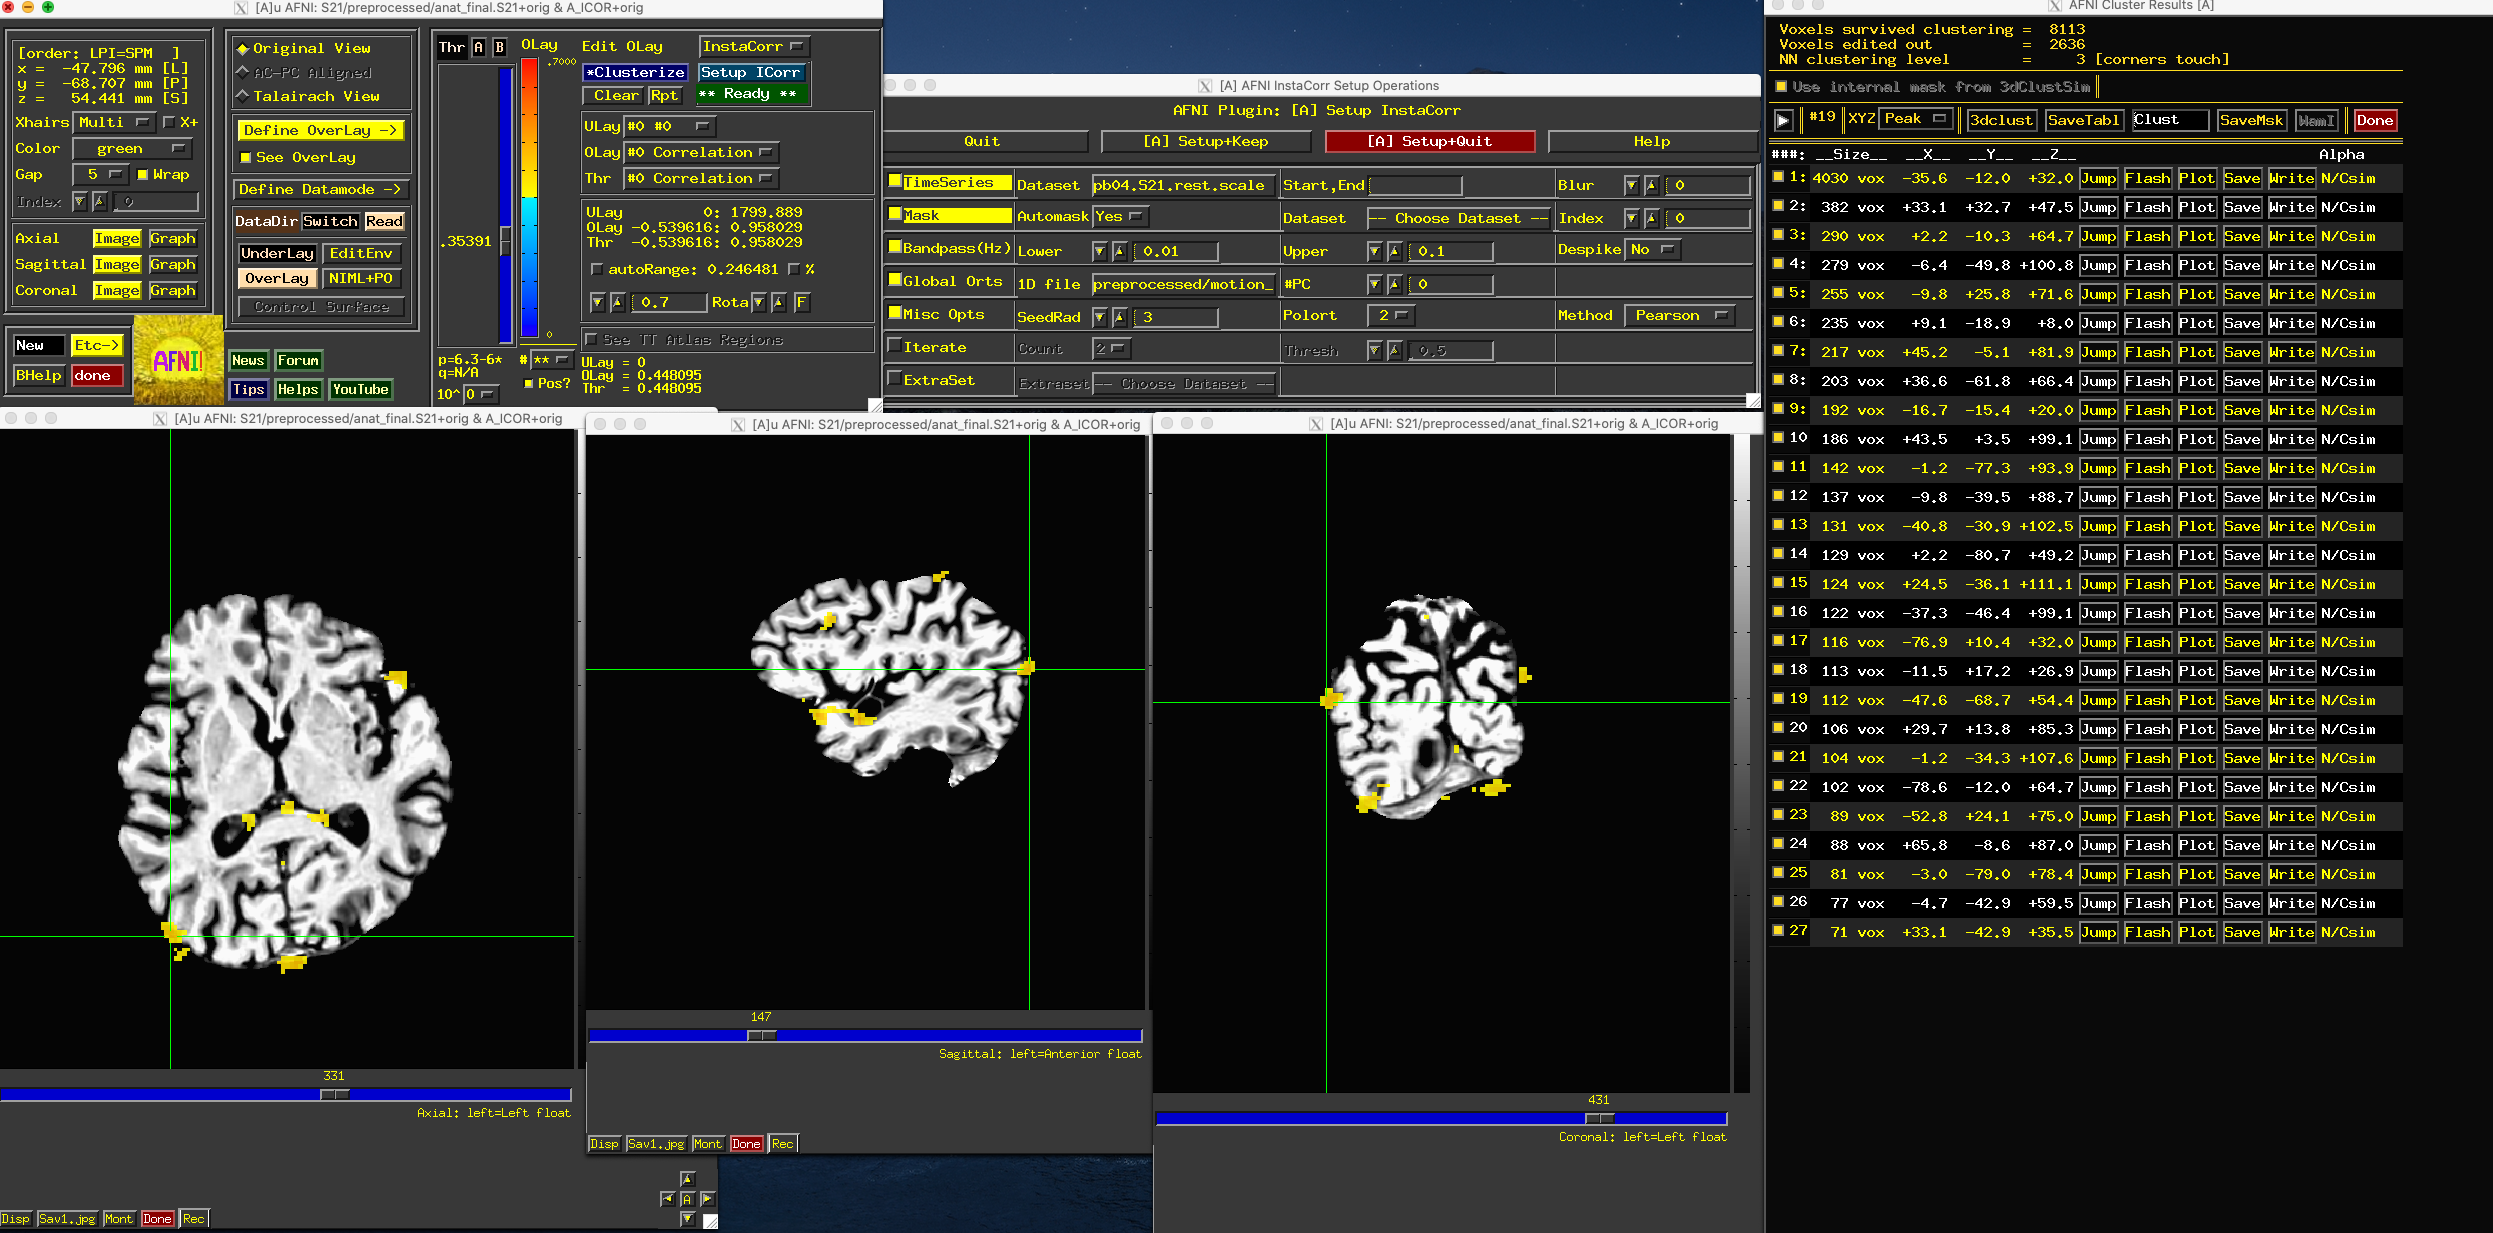 [A]u AFNI: S21/preprocessed/anat_final.S21+orig & A_ICOR+orig
[order: LPI=SPM ]
x = -47.796 mm [L]
y = -68.707 mm [P]
z = 54.441 mm [S]
Xhairs Multi X+
Color green
Gap 5 Wrap
Index 0
Axial Image Graph
Sagittal Image Graph
Coronal Image Graph
New Etc->
BHelp done
AFNI!
Original View
AC-PC Aligned
Talairach View
Define OverLay ->
See OverLay
Define Datamode ->
DataDir Switch Read
UnderLay EditEnv
OverLay NIML+PO
Control Surface
News Forum
Tips Helps YouTube
Thr A B OLay
.7000
.35391
0
p=6.3-6*
q=N/A
10^ 0
# **
Pos?
Edit OLay InstaCorr
*Clusterize Setup ICorr
Clear Rpt ** Ready **
ULay #0 #0
OLay #0 Correlation
Thr #0 Correlation
ULay 0: 1799.889
OLay -0.539616: 0.958029
Thr -0.539616: 0.958029
autoRange: 0.246481 %
0.7 Rota F
See TT Atlas Regions
ULay = 0
OLay = 0.448095
Thr = 0.448095
[A] AFNI InstaCorr Setup Operations
AFNI Plugin: [A] Setup InstaCorr
Quit [A] Setup+Keep [A] Setup+Quit Help
TimeSeries Dataset pb04.S21.rest.scale Start,End Blur 0
Mask Automask Yes Dataset -- Choose Dataset -- Index 0
Bandpass(Hz) Lower 0.01 Upper 0.1 Despike No
Global Orts 1D file preprocessed/motion_ #PC 0
Misc Opts SeedRad 3 Polort 2 Method Pearson
Iterate Count 2 Thresh 0.5
ExtraSet Extraset -- Choose Dataset --
[A]u AFNI: S21/preprocessed/anat_final.S21+orig & A_ICOR+orig
331
Axial: left=Left float
Disp Sav1.jpg Mont Done Rec
A
[A]u AFNI: S21/preprocessed/anat_final.S21+orig & A_ICOR+orig
147
Sagittal: left=Anterior float
Disp Sav1.jpg Mont Done Rec
[A]u AFNI: S21/preprocessed/anat_final.S21+orig & A_ICOR+orig
431
Coronal: left=Left float
AFNI Cluster Results [A]
Voxels survived clustering = 8113
Voxels edited out = 2636
NN clustering level = 3 [corners touch]
Use internal mask from 3dClustSim
#19 XYZ Peak 3dclust SaveTabl Clust SaveMsk WamI Done
###: __Size__ __X__ __Y__ __Z__ Alpha
1: 4030 vox -35.6 -12.0 +32.0 Jump Flash Plot Save Write N/Csim
2: 382 vox +33.1 +32.7 +47.5 Jump Flash Plot Save Write N/Csim
3: 290 vox +2.2 -10.3 +64.7 Jump Flash Plot Save Write N/Csim
4: 279 vox -6.4 -49.8 +100.8 Jump Flash Plot Save Write N/Csim
5: 255 vox -9.8 +25.8 +71.6 Jump Flash Plot Save Write N/Csim
6: 235 vox +9.1 -18.9 +8.0 Jump Flash Plot Save Write N/Csim
7: 217 vox +45.2 -5.1 +81.9 Jump Flash Plot Save Write N/Csim
8: 203 vox +36.6 -61.8 +66.4 Jump Flash Plot Save Write N/Csim
9: 192 vox -16.7 -15.4 +20.0 Jump Flash Plot Save Write N/Csim
10 186 vox +43.5 +3.5 +99.1 Jump Flash Plot Save Write N/Csim
11 142 vox -1.2 -77.3 +93.9 Jump Flash Plot Save Write N/Csim
12 137 vox -9.8 -39.5 +88.7 Jump Flash Plot Save Write N/Csim
13 131 vox -40.8 -30.9 +102.5 Jump Flash Plot Save Write N/Csim
14 129 vox +2.2 -80.7 +49.2 Jump Flash Plot Save Write N/Csim
15 124 vox +24.5 -36.1 +111.1 Jump Flash Plot Save Write N/Csim
16 122 vox -37.3 -46.4 +99.1 Jump Flash Plot Save Write N/Csim
17 116 vox -76.9 +10.4 +32.0 Jump Flash Plot Save Write N/Csim
18 113 vox -11.5 +17.2 +26.9 Jump Flash Plot Save Write N/Csim
19 112 vox -47.6 -68.7 +54.4 Jump Flash Plot Save Write N/Csim
20 106 vox +29.7 +13.8 +85.3 Jump Flash Plot Save Write N/Csim
21 104 vox -1.2 -34.3 +107.6 Jump Flash Plot Save Write N/Csim
22 102 vox -78.6 -12.0 +64.7 Jump Flash Plot Save Write N/Csim
23 89 vox -52.8 +24.1 +75.0 Jump Flash Plot Save Write N/Csim
24 88 vox +65.8 -8.6 +87.0 Jump Flash Plot Save Write N/Csim
25 81 vox -3.0 -79.0 +78.4 Jump Flash Plot Save Write N/Csim
26 77 vox -4.7 -42.9 +59.5 Jump Flash Plot Save Write N/Csim
27 71 vox +33.1 -42.9 +35.5 Jump Flash Plot Save Write N/Csim